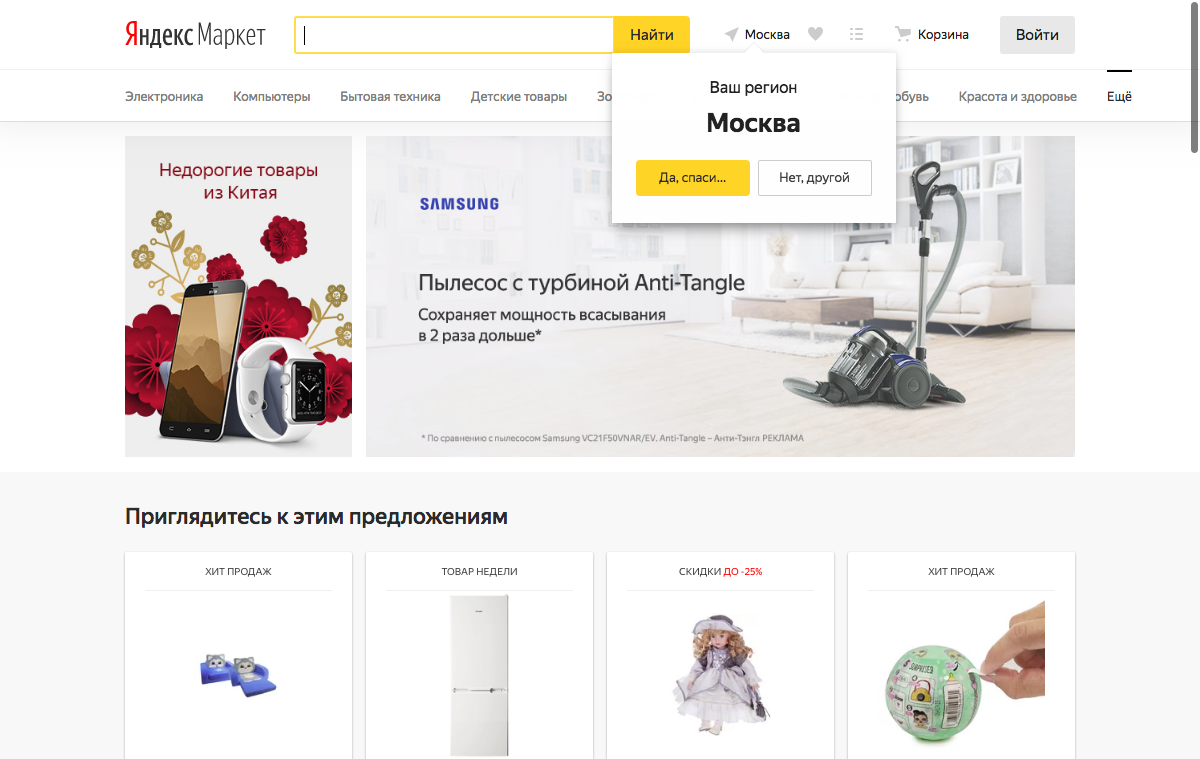 Яндекс Маркет
Найти
Москва
Корзина
Войти
Электроника
Компьютеры
Бытовая техника
Детские товары
Зо
обувь
Красота и здоровье
Ещё
Ваш регион
Москва
Да, спаси...
Нет, другой
Недорогие товары
из Китая
SAMSUNG
Пылесос с турбиной Anti-Tangle
Сохраняет мощность всасывания
в 2 раза дольше*
* По сравнению с пылесосом Samsung VC21F50VNAR/EV. Anti-Tangle – Анти-Тэнгл РЕКЛАМА
Приглядитесь к этим предложениям
ХИТ ПРОДАЖ
ТОВАР НЕДЕЛИ
СКИДКИ ДО -25%
ХИТ ПРОДАЖ